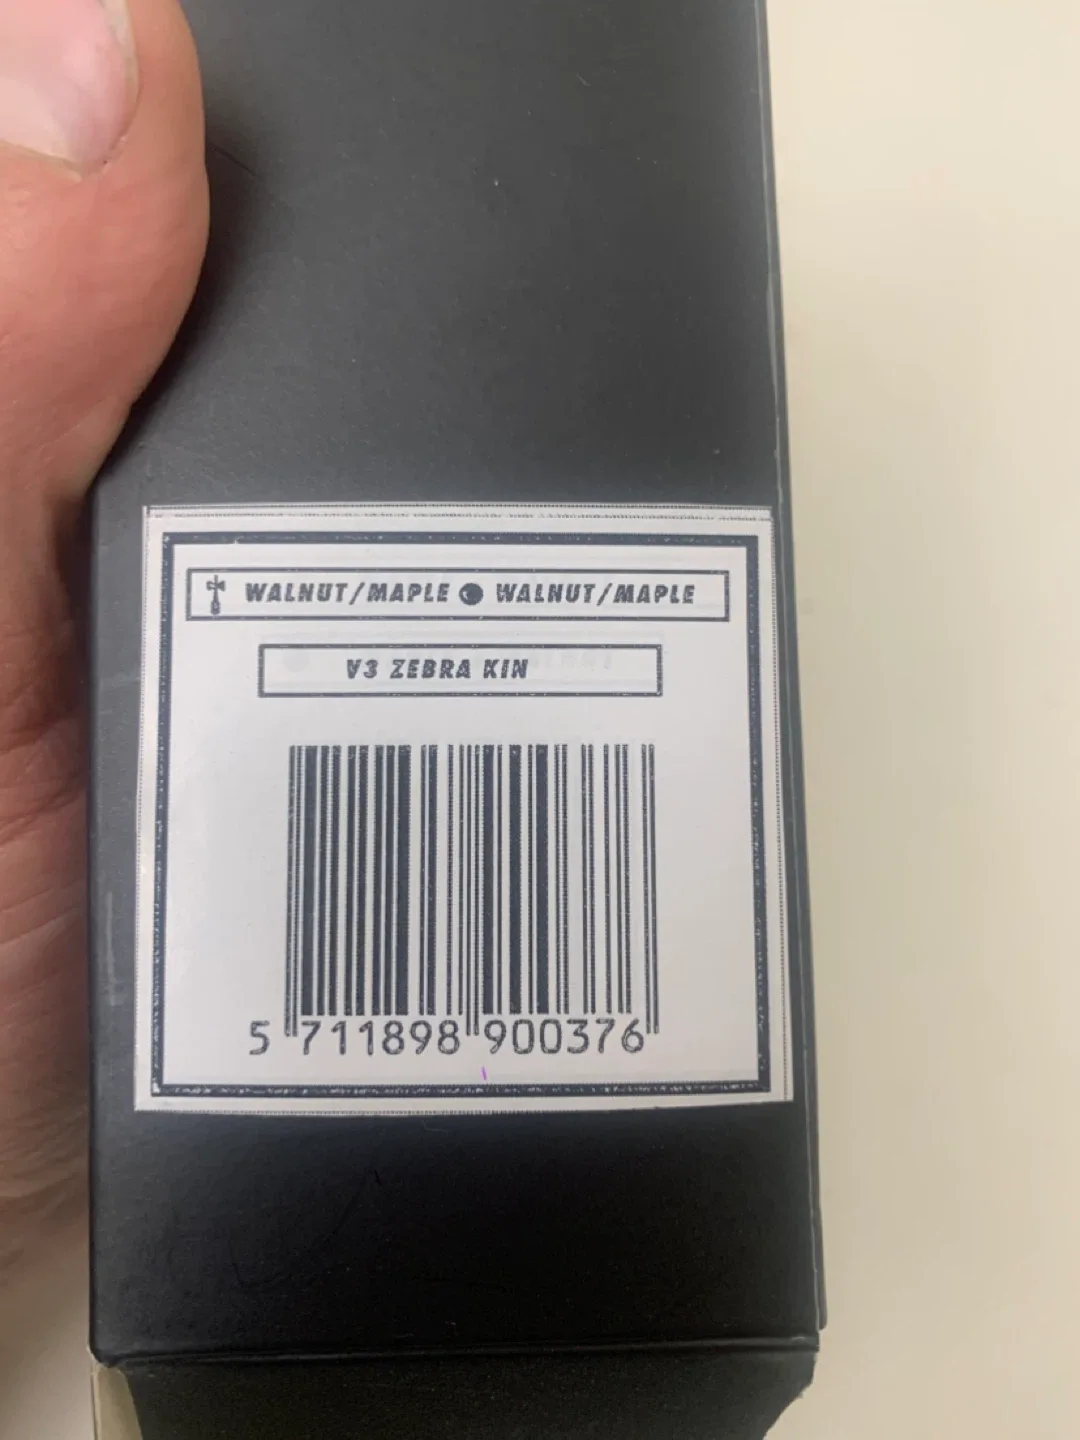 WALNUT/MAPLE WALNUT/MAPLE
V3 ZEBRA KIN
5 711898 900376